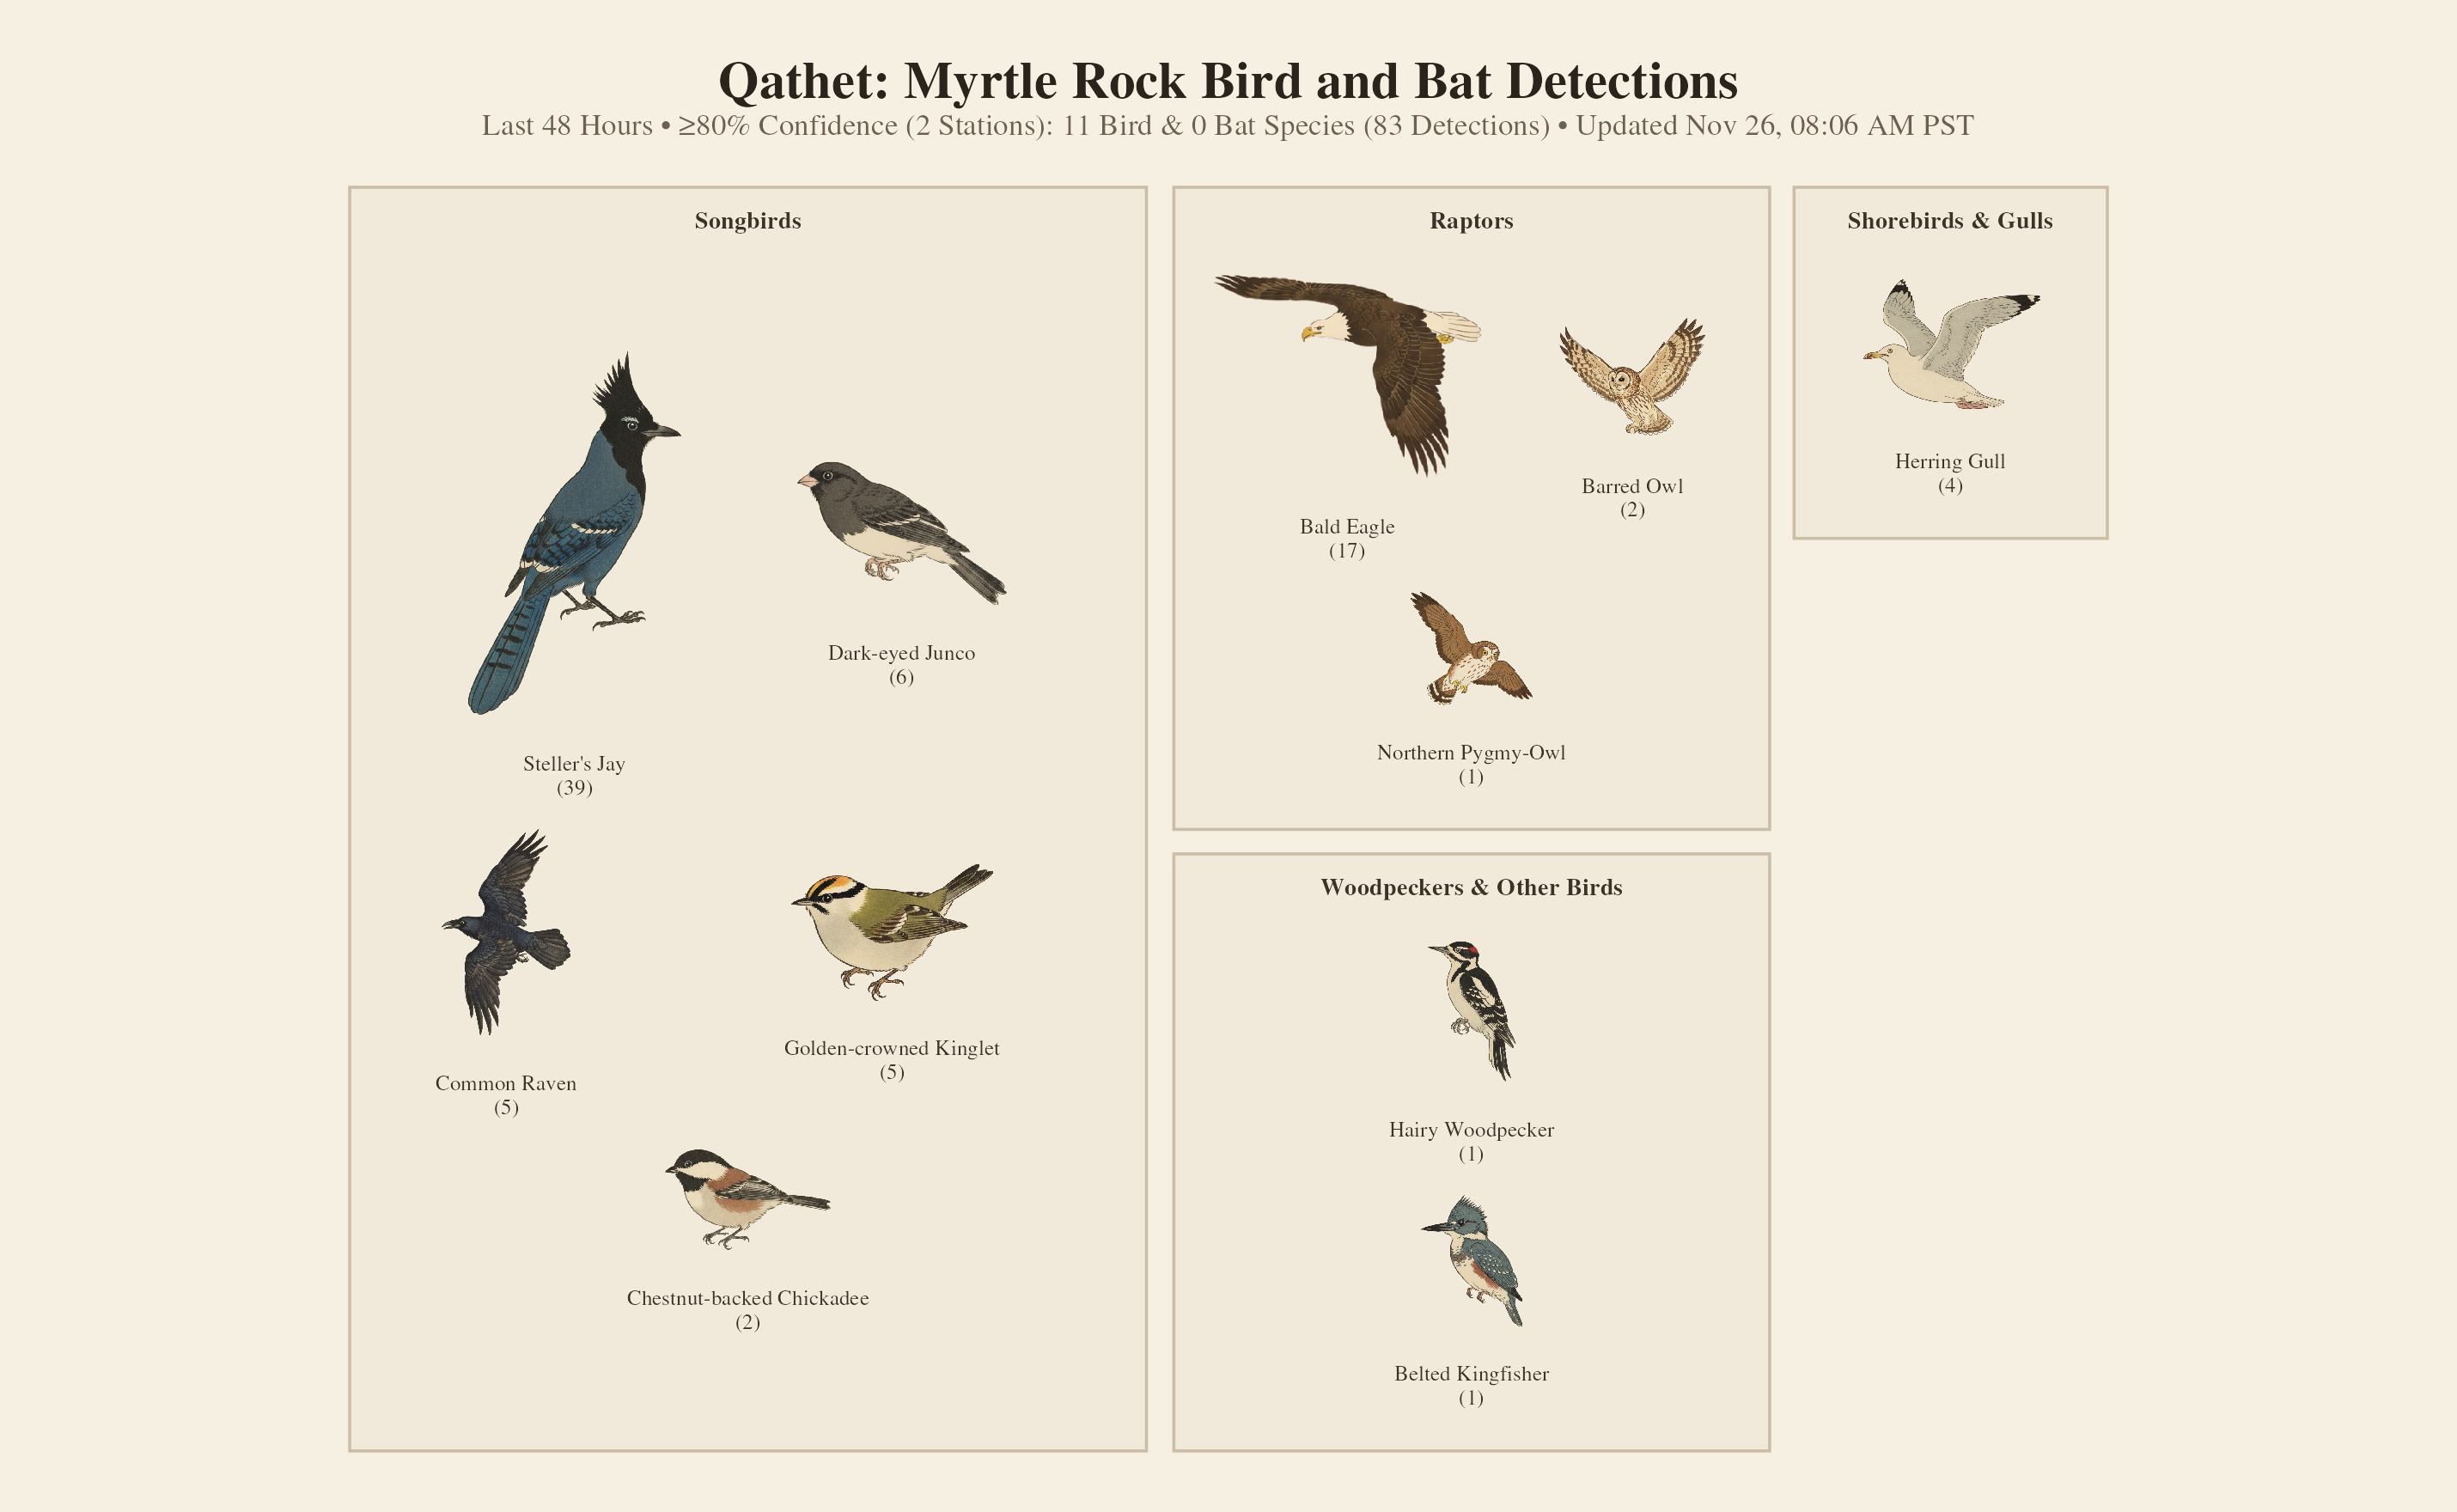 Qathet: Myrtle Rock Bird and Bat Detections
Last 48 Hours • ≥80% Confidence (2 Stations): 11 Bird & 0 Bat Species (83 Detections) • Updated Nov 26, 08:06 AM PST
Songbirds
Steller's Jay
(39)
Dark-eyed Junco
(6)
Common Raven
(5)
Golden-crowned Kinglet
(5)
Chestnut-backed Chickadee
(2)
Raptors
Bald Eagle
(17)
Barred Owl
(2)
Northern Pygmy-Owl
(1)
Woodpeckers & Other Birds
Hairy Woodpecker
(1)
Belted Kingfisher
(1)
Shorebirds & Gulls
Herring Gull
(4)